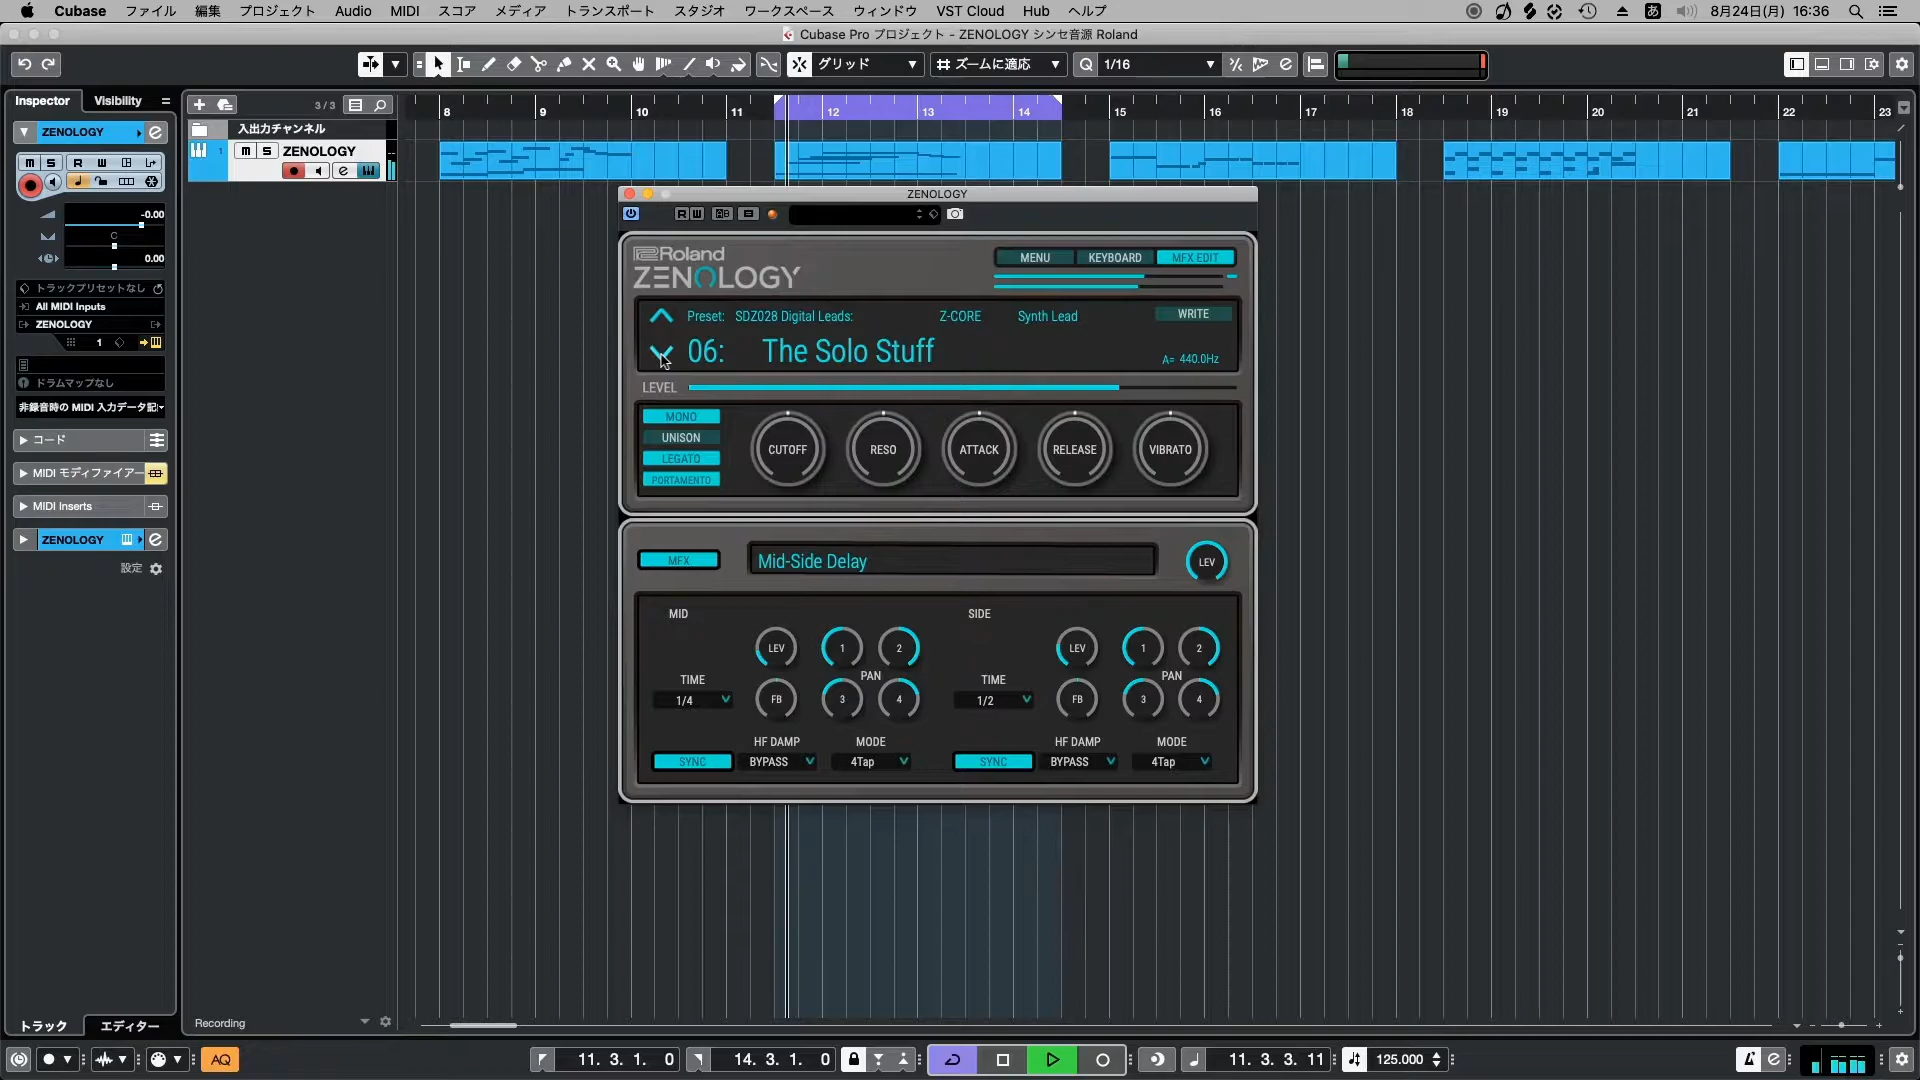 Cubase ファイル 編集 プロジェクト Audio MIDI スコア メディア トランスポート スタジオ ワークスペース ウィンドウ VST Cloud Hub ヘルプ あ 8月24日(月) 16:36
Cubase Pro プロジェクト - ZENOLOGY シンセ音源 Roland
グリッド ズームに適応 Q 1/16
Inspector Visibility 3 / 3 8 9 10 11 12 13 14 15 16 17 18 19 20 21 22 23
ZENOLOGY 入出力チャンネル
1 M S ZENOLOGY
M S R W
-0.00
C
0.00
トラックプリセットなし
All MIDI Inputs
ZENOLOGY
1
ドラムマップなし
非録音時の MIDI 入力データ記
コード
MIDI モディファイアー
MIDI Inserts
ZENOLOGY
設定
ZENOLOGY
R W
Roland
ZENOLOGY
MENU KEYBOARD MFX EDIT
Preset: SDZ028 Digital Leads: Z-CORE Synth Lead WRITE
06: The Solo Stuff A= 440.0Hz
LEVEL
MONO
UNISON
LEGATO
PORTAMENTO
CUTOFF RESO ATTACK RELEASE VIBRATO
MFX Mid-Side Delay LEV
MID SIDE
LEV 1 2 LEV 1 2
TIME PAN TIME PAN
1/4 FB 3 4 1/2 FB 3 4
HF DAMP MODE HF DAMP MODE
SYNC BYPASS 4Tap SYNC BYPASS 4Tap
トラック エディター Recording
AQ 11. 3. 1. 0 14. 3. 1. 0 11. 3. 3. 11 125.000